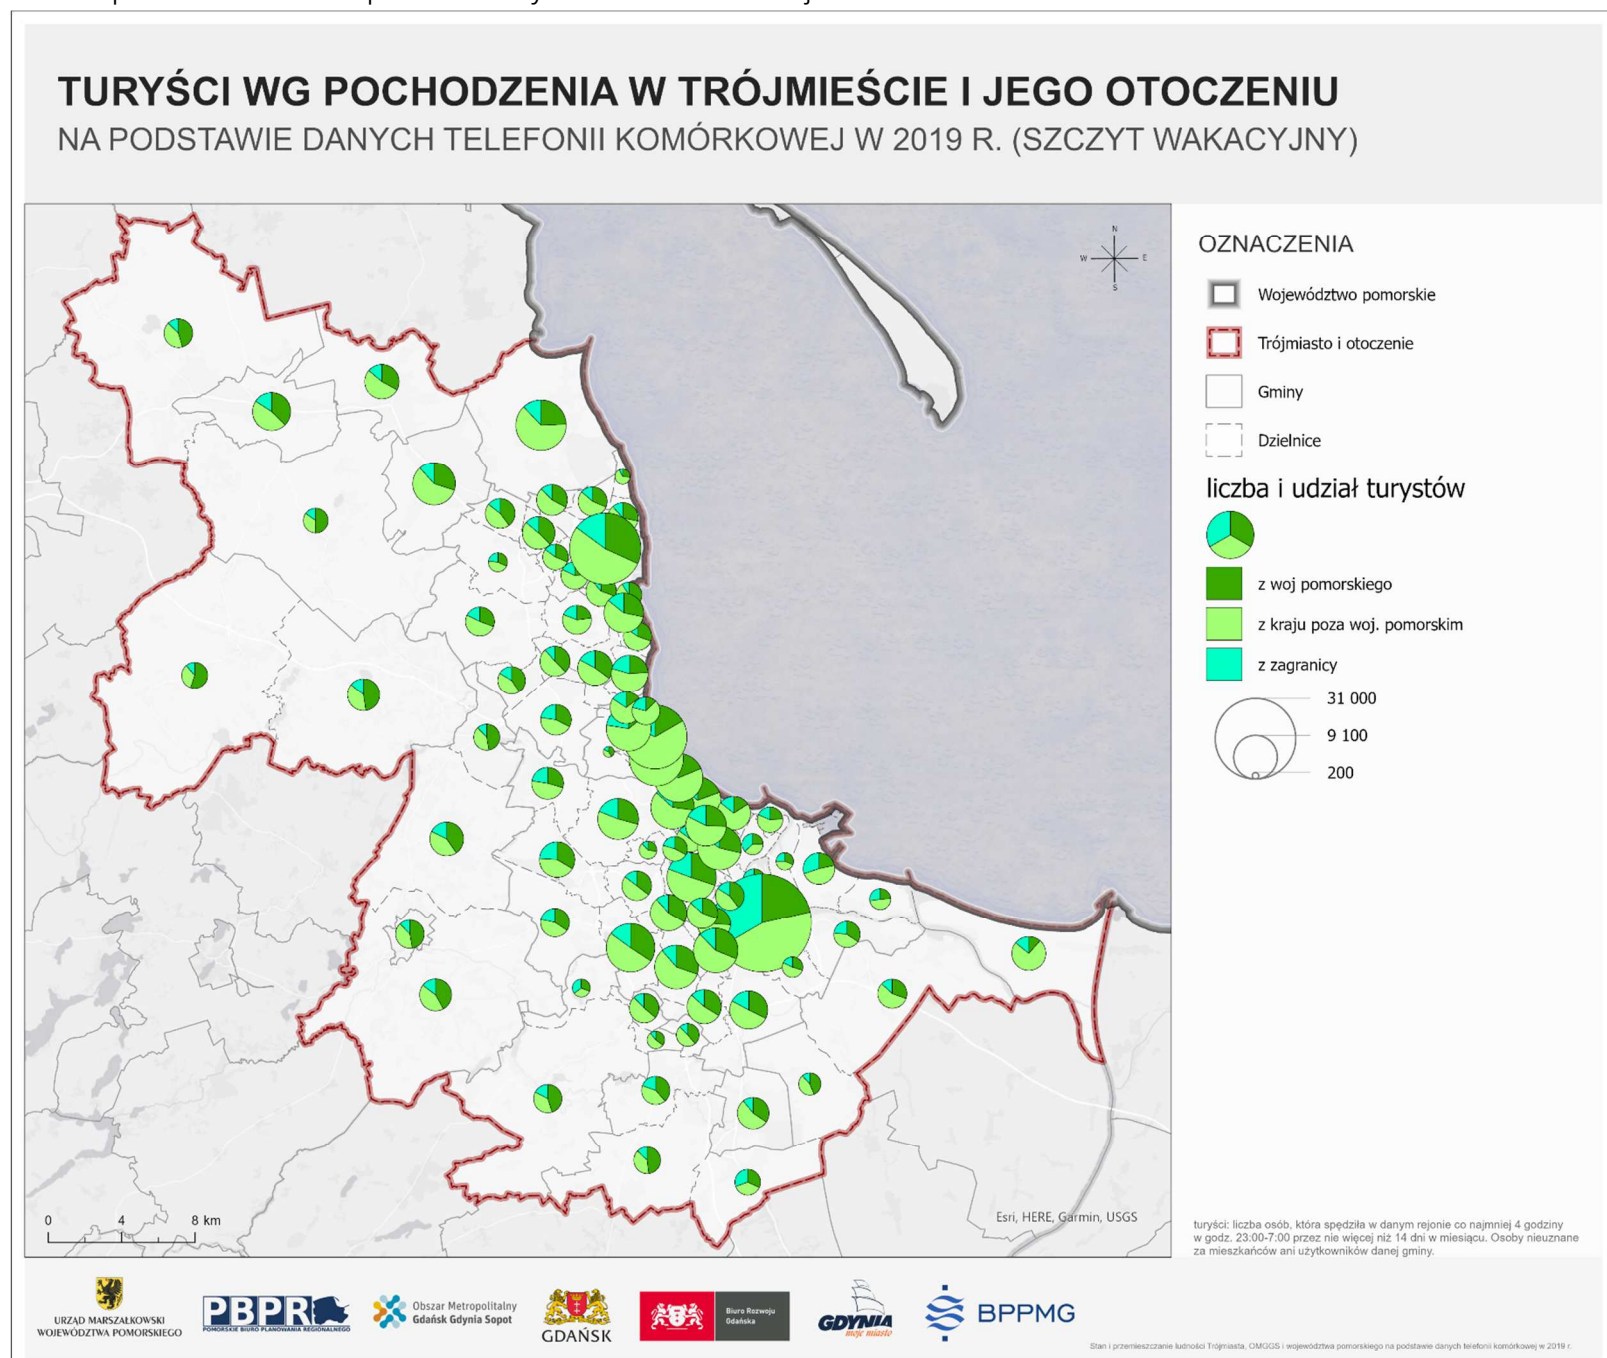 TURYŚCI WG POCHODZENIA W TRÓJMIEŚCIE I JEGO OTOCZENIU
NA PODSTAWIE DANYCH TELEFONII KOMÓRKOWEJ W 2019 R. (SZCZYT WAKACYJNY)
N
W
E
S
OZNACZENIA
Województwo pomorskie
Trójmiasto i otoczenie
Gminy
Dzielnice
liczba i udział turystów
z woj pomorskiego
z kraju poza woj. pomorskim
z zagranicy
31 000
9 100
200
0 4 8 km
Esri, HERE, Garmin, USGS
turyści: liczba osób, która spędziła w danym rejonie co najmniej 4 godziny
w godz. 23:00-7:00 przez nie więcej niż 14 dni w miesiącu. Osoby nieuznane
za mieszkańców ani użytkowników danej gminy.
URZĄD MARSZAŁKOWSKI
WOJEWÓDZTWA POMORSKIEGO
PBPR
POMORSKIE BIURO PLANOWANIA REGIONALNEGO
Obszar Metropolitalny
Gdańsk Gdynia Sopot
GDAŃSK
Biuro Rozwoju
Gdańska
GDYNIA
moje miasto
BPPMG
Stan i przemieszczanie ludności Trójmiasta, OMGGS i województwa pomorskiego na podstawie danych telefonii komórkowej w 2019 r.